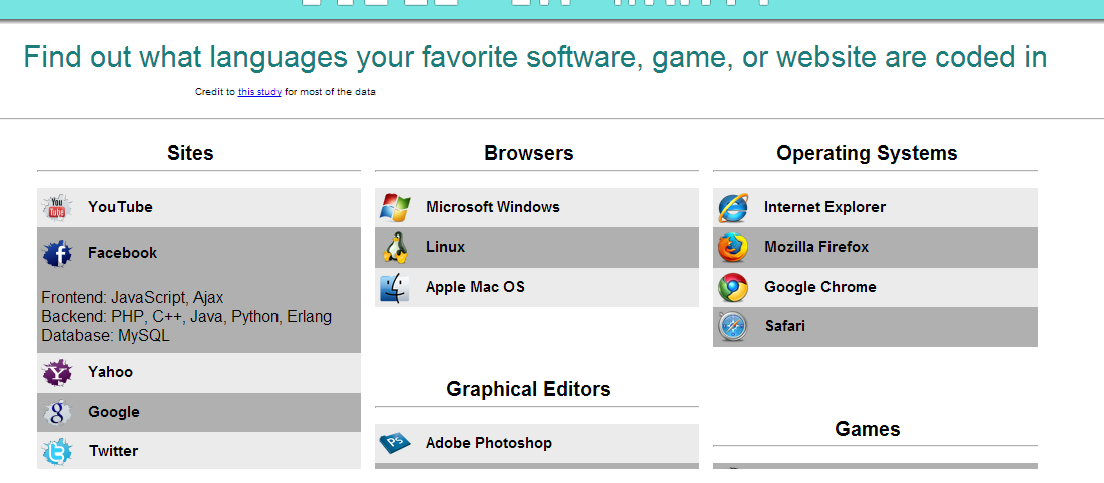 Find out what languages your favorite software, game, or website are coded in
Credit to this study for most of the data
Sites
YouTube
Facebook
Frontend: JavaScript, Ajax
Backend: PHP, C++, Java, Python, Erlang
Database: MySQL
Yahoo
Google
Twitter
Browsers
Microsoft Windows
Linux
Apple Mac OS
Graphical Editors
Adobe Photoshop
Operating Systems
Internet Explorer
Mozilla Firefox
Google Chrome
Safari
Games